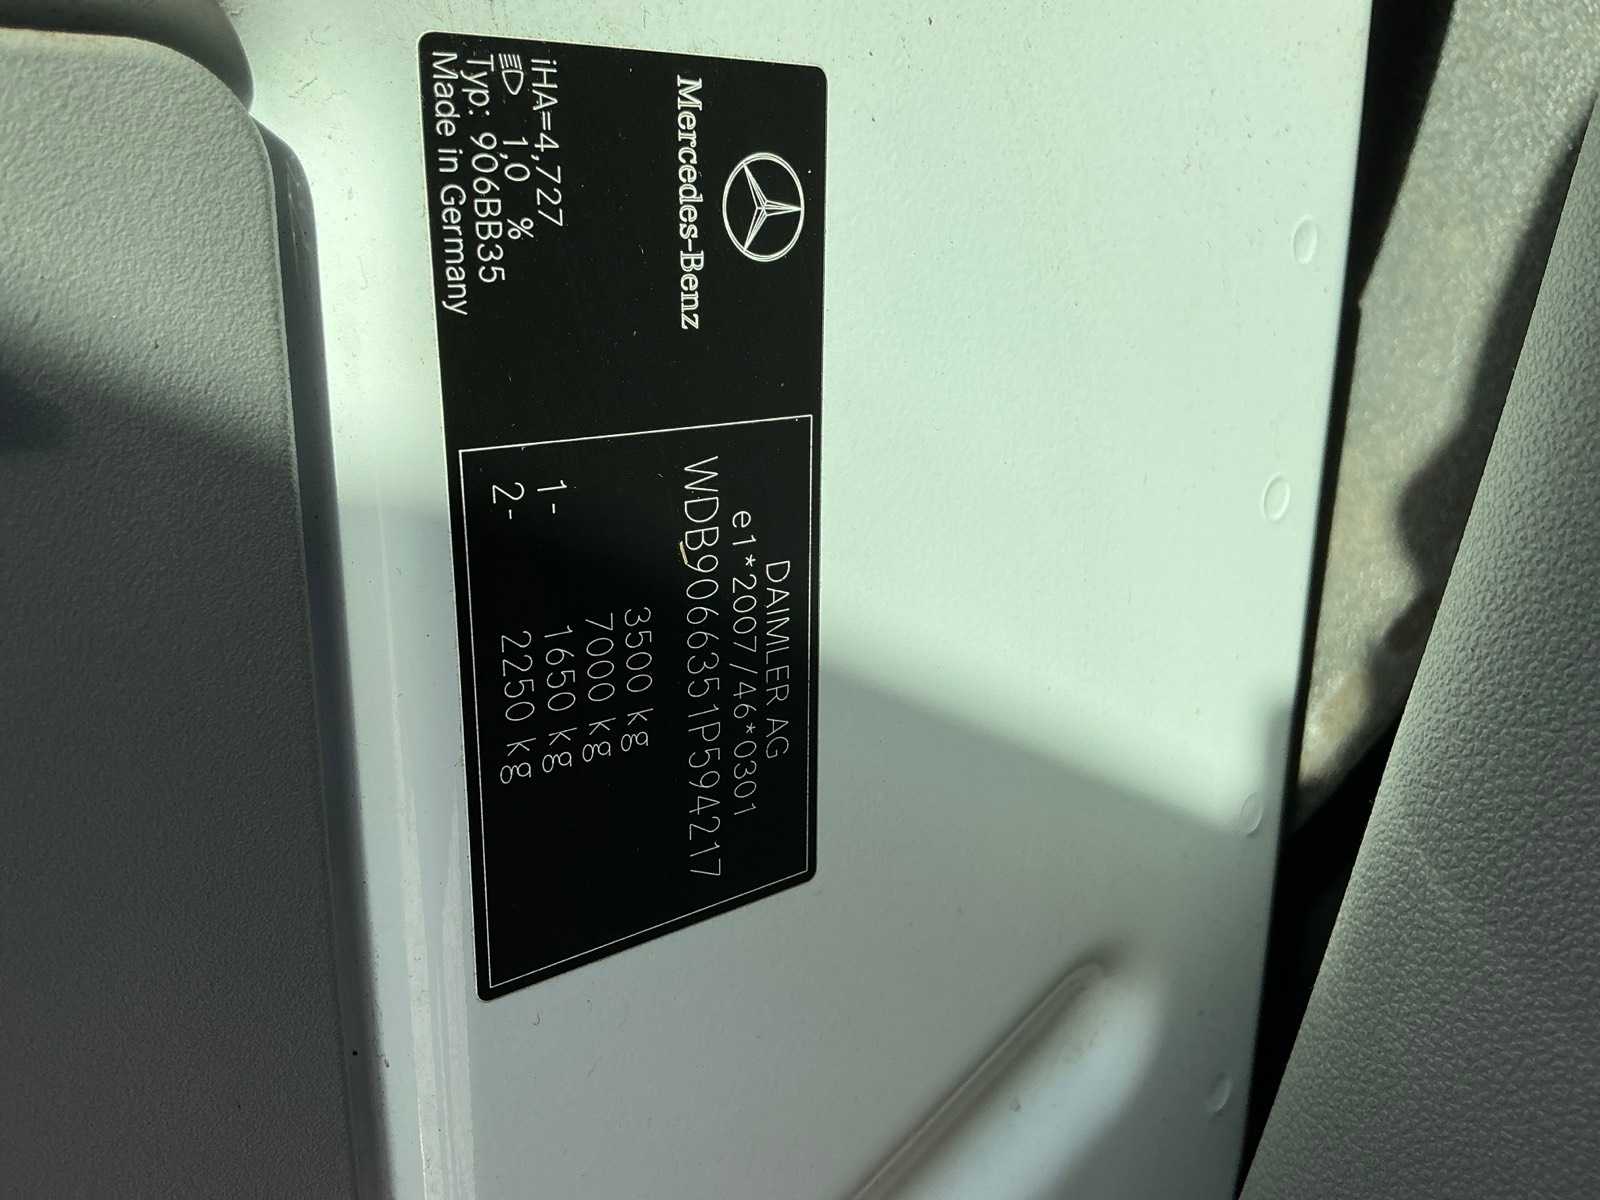 Mercedes-Benz
iHA=4,727
1,0 %
Typ: 906BB35
Made in Germany
DAIMLER AG
e1*2007/46*0301
WDB9066351P594217
3500 kg
7000 kg
1- 1650 kg
2- 2250 kg